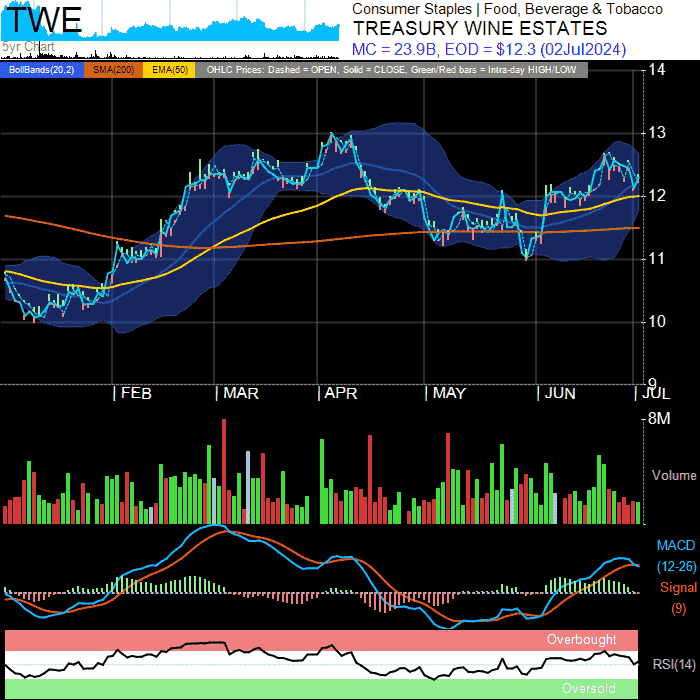 TWE
Consumer Staples | Food, Beverage & Tobacco
TREASURY WINE ESTATES
5yr Chart
MC = 23.9B, EOD = $12.3 (02Jul2024)
BollBands(20,2) SMA(200) EMA(50) OHLC Prices: Dashed = OPEN, Solid = CLOSE, Green/Red bars = Intra-day HIGH/LOW
14
13
12
11
10
9
| FEB | MAR | APR | MAY | JUN | JUL
8M
Volume
MACD
(12-26)
Signal
(9)
Overbought
RSI(14)
Oversold